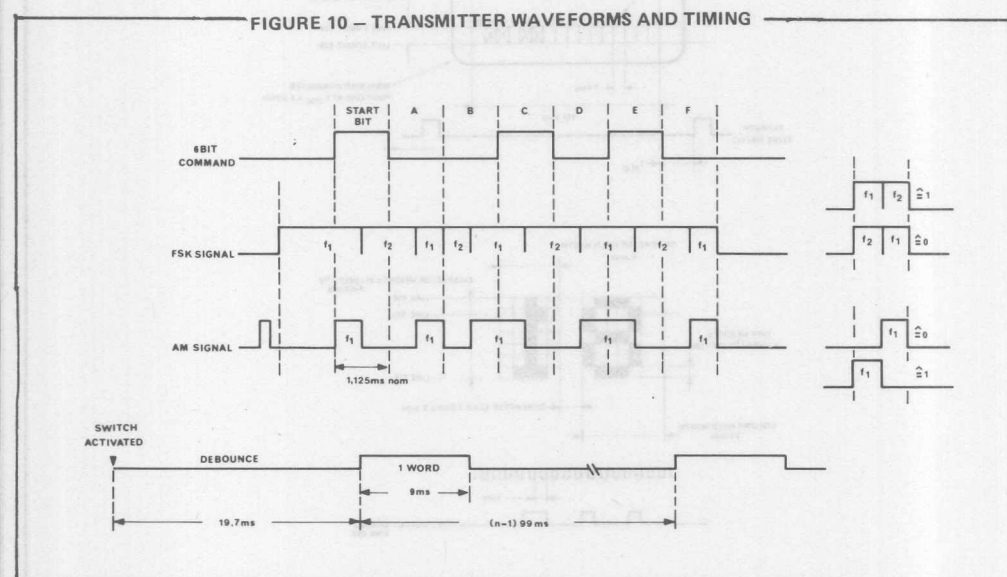 FIGURE 10 – TRANSMITTER WAVEFORMS AND TIMING
START BIT A B C D E F
6BIT COMMAND
f1 f2 ≙1
FSK SIGNAL f1 f2 f1 f2 f1 f2 f1 f2 f1
f2 f1 ≙0
AM SIGNAL f1 f1 f1 f1 f1
f1 ≙0
f1 ≙1
1,125ms nom
SWITCH ACTIVATED
DEBOUNCE
1 WORD
9ms
19,7ms
(n-1) 99 ms